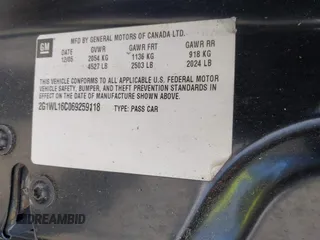 GM
MFD BY GENERAL MOTORS OF CANADA LTD.
DATE GVWR GAWR FRT GAWR RR
12/05 2054 KG 1136 KG 918 KG
4527 LB 2503 LB 2024 LB
THIS VEHICLE CONFORMS TO ALL APPLICABLE U.S. FEDERAL MOTOR
VEHICLE SAFETY, BUMPER, AND THEFT PREVENTION STANDARDS
IN EFFECT ON THE DATE OF MANUFACTURE SHOWN ABOVE.
2G1WL16C069259118 TYPE: PASS CAR
DREAMBID